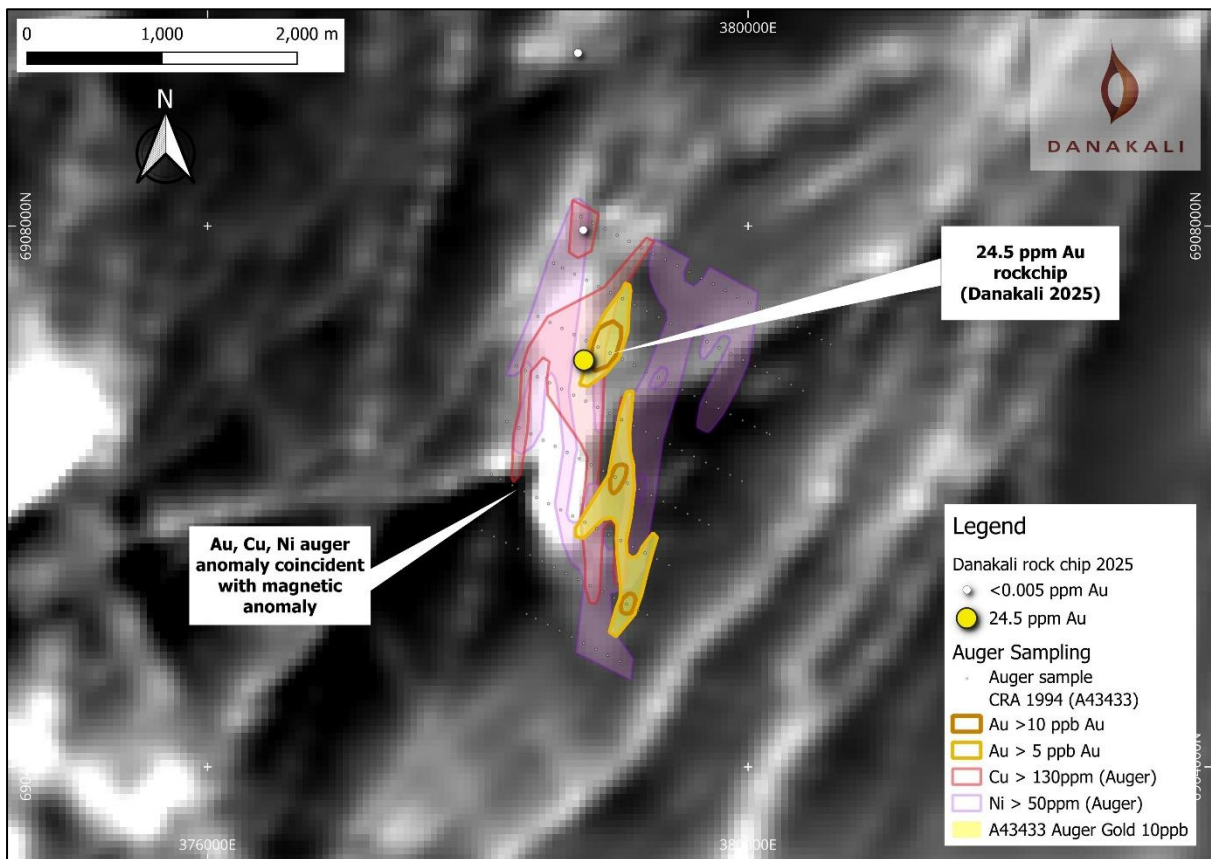 0 1,000 2,000 m
380000E
N
DANAKALI
6908000N
6908000N
24.5 ppm Au
rockchip
(Danakali 2025)
Au, Cu, Ni auger
anomaly coincident
with magnetic
anomaly
Legend
Danakali rock chip 2025
<0.005 ppm Au
24.5 ppm Au
Auger Sampling
Auger sample
CRA 1994 (A43433)
Au >10 ppb Au
Au > 5 ppb Au
Cu > 130ppm (Auger)
Ni > 50ppm (Auger)
A43433 Auger Gold 10ppb
376000E
380000E